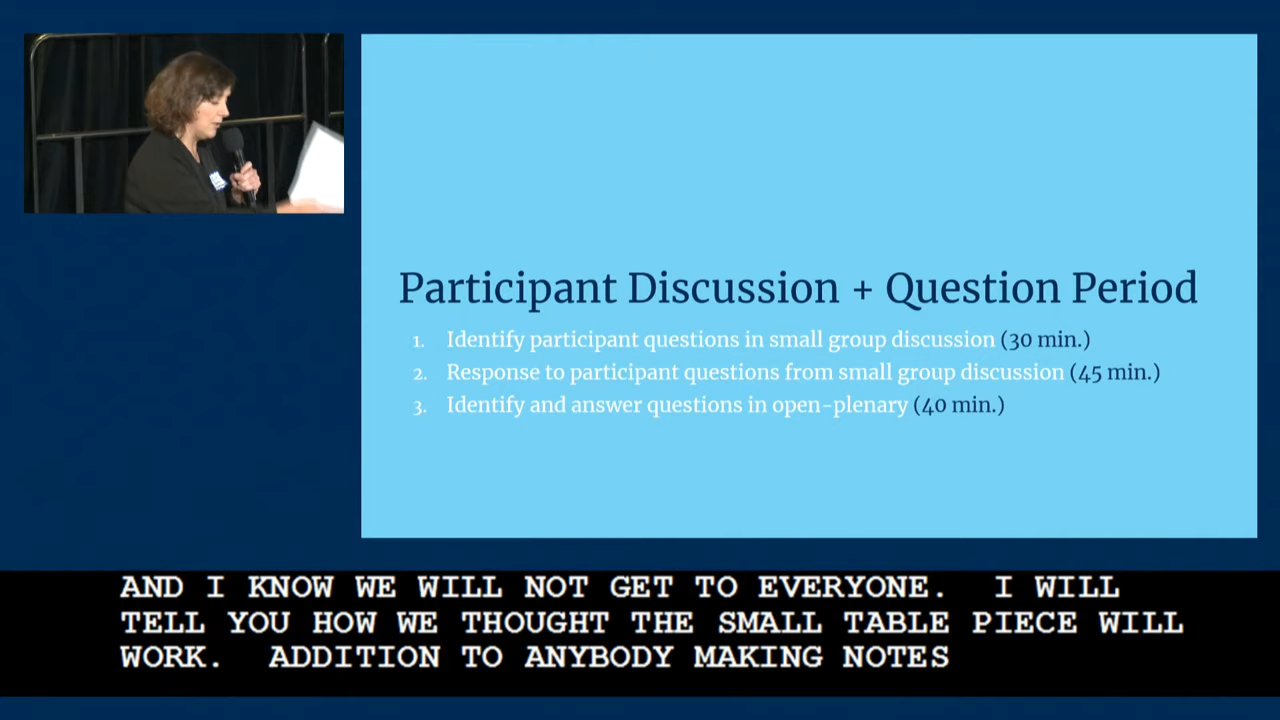 Participant Discussion + Question Period
1. Identify participant questions in small group discussion (30 min.)
2. Response to participant questions from small group discussion (45 min.)
3. Identify and answer questions in open-plenary (40 min.)
AND I KNOW WE WILL NOT GET TO EVERYONE.  I WILL
TELL YOU HOW WE THOUGHT THE SMALL TABLE PIECE WILL
WORK.  ADDITION TO ANYBODY MAKING NOTES